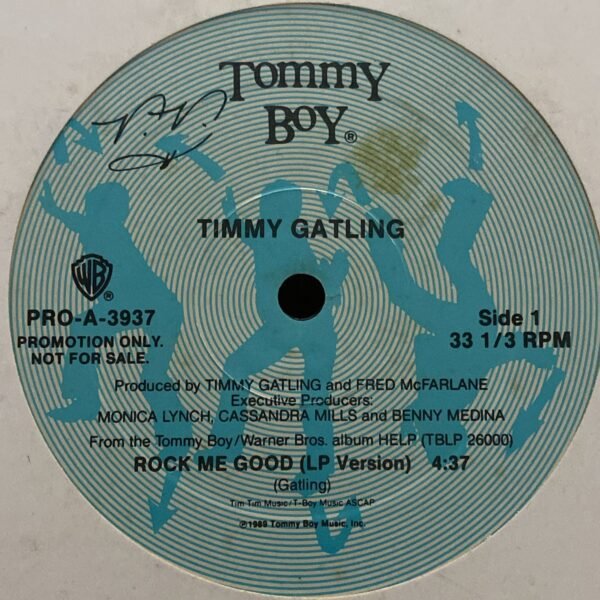 TOMMY
BOY®
TIMMY GATLING
WB®
PRO-A-3937
PROMOTION ONLY.
NOT FOR SALE.
Side 1
33 1/3 RPM
Produced by TIMMY GATLING and FRED McFARLANE
Executive Producers:
MONICA LYNCH, CASSANDRA MILLS and BENNY MEDINA
From the Tommy Boy/Warner Bros. album HELP (TBLP 26000)
ROCK ME GOOD (LP Version) 4:37
(Gatling)
Tim Tim Music/T-Boy Music ASCAP
℗1989 Tommy Boy Music, Inc.